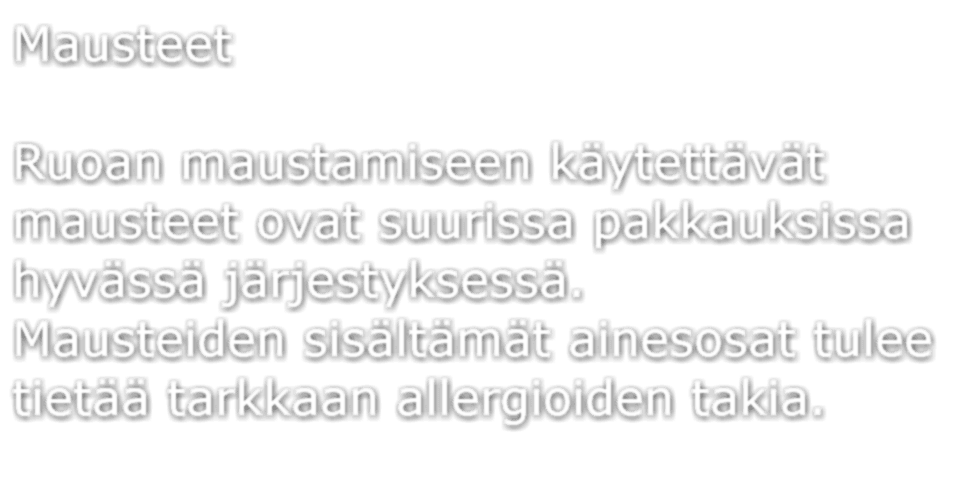 Mausteet
Ruoan maustamiseen käytettävät
mausteet ovat suurissa pakkauksissa
hyvässä järjestyksessä.
Mausteiden sisältämät ainesosat tulee
tietää tarkkaan allergioiden takia.